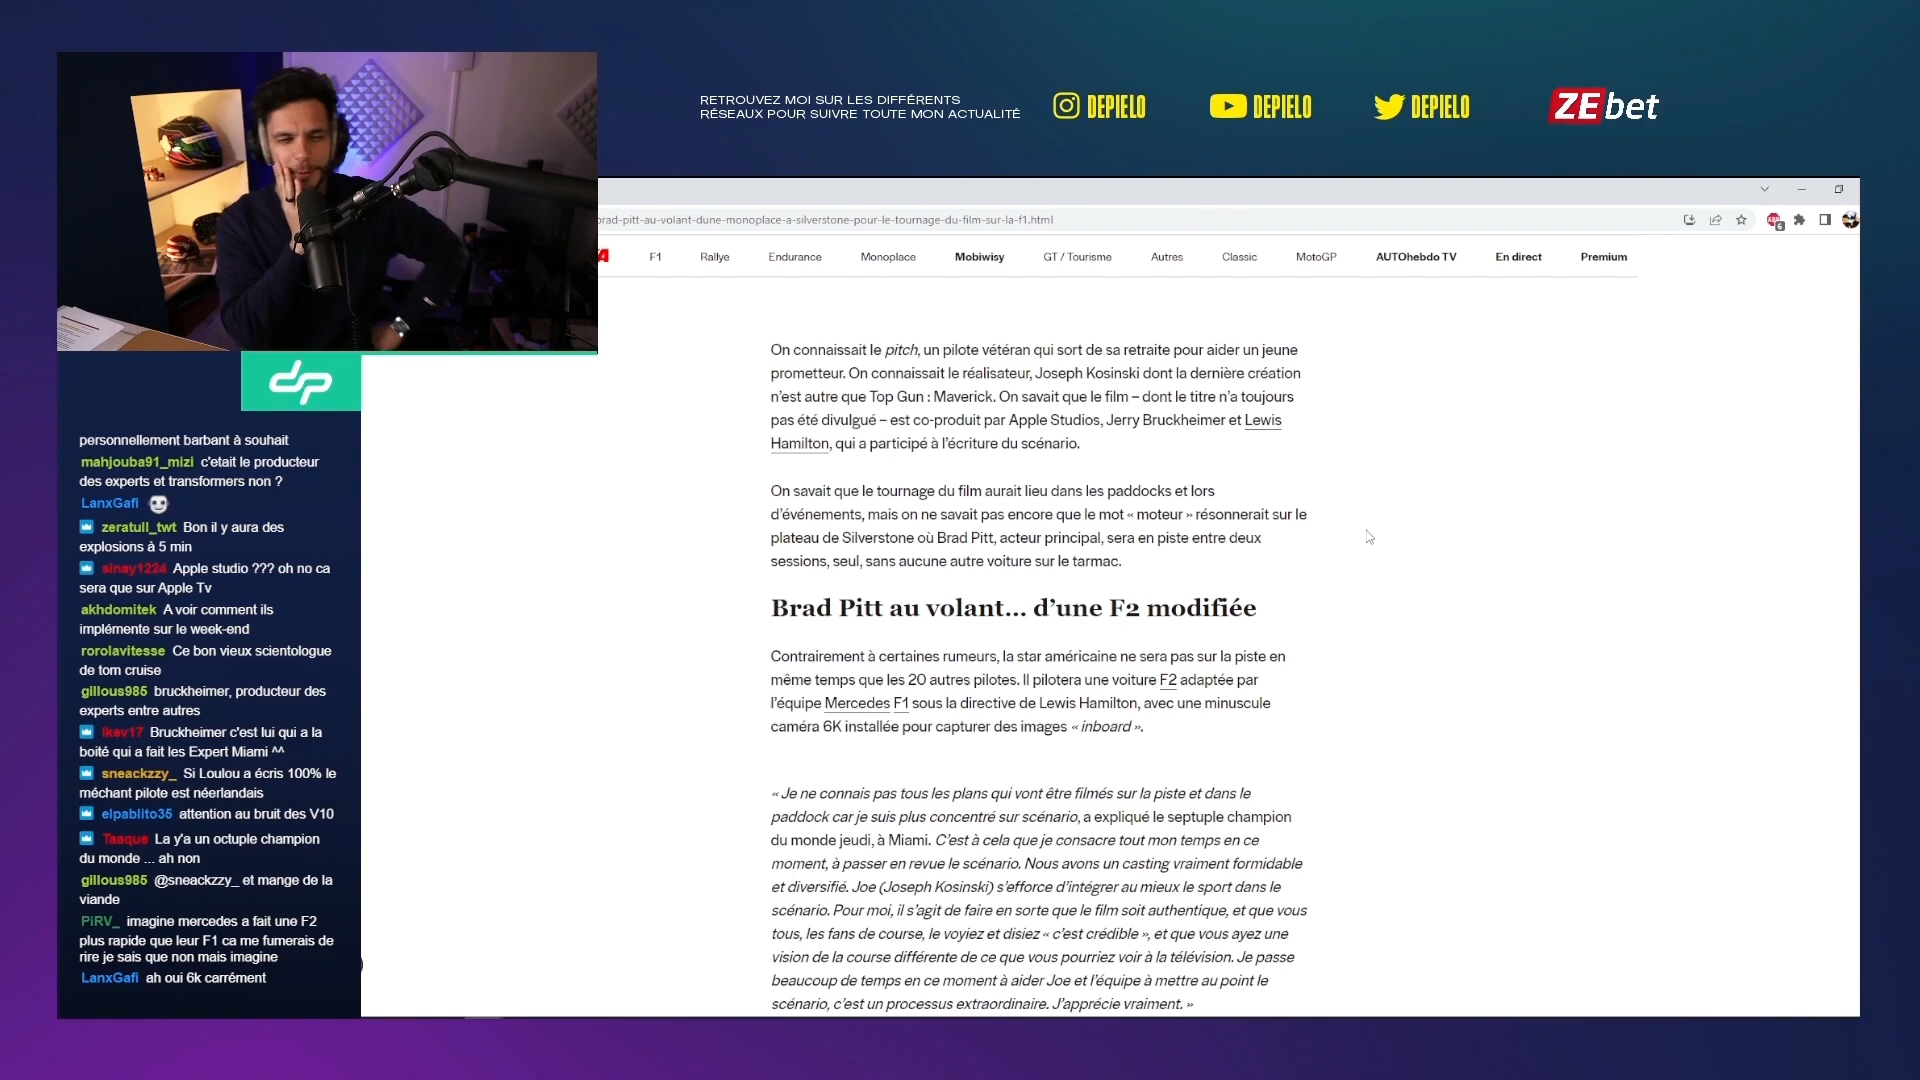 RETROUVEZ MOI SUR LES DIFFÉRENTS
RÉSEAUX POUR SUIVRE TOUTE MON ACTUALITÉ
DEPIELO
DEPIELO
DEPIELO
ZEbet
brad-pitt-au-volant-dune-monoplace-a-silverstone-pour-le-tournage-du-film-sur-la-f1.html
F1
Rallye
Endurance
Monoplace
Mobiwisy
GT / Tourisme
Autres
Classic
MotoGP
AUTOhebdo TV
En direct
Premium
On connaissait le pitch, un pilote vétéran qui sort de sa retraite pour aider un jeune
prometteur. On connaissait le réalisateur, Joseph Kosinski dont la dernière création
n’est autre que Top Gun : Maverick. On savait que le film – dont le titre n’a toujours
pas été divulgué – est co-produit par Apple Studios, Jerry Bruckheimer et Lewis
Hamilton, qui a participé à l’écriture du scénario.
On savait que le tournage du film aurait lieu dans les paddocks et lors
d’événements, mais on ne savait pas encore que le mot « moteur » résonnerait sur le
plateau de Silverstone où Brad Pitt, acteur principal, sera en piste entre deux
sessions, seul, sans aucune autre voiture sur le tarmac.
Brad Pitt au volant… d’une F2 modifiée
Contrairement à certaines rumeurs, la star américaine ne sera pas sur la piste en
même temps que les 20 autres pilotes. Il pilotera une voiture F2 adaptée par
l’équipe Mercedes F1 sous la directive de Lewis Hamilton, avec une minuscule
caméra 6K installée pour capturer des images « inboard ».
« Je ne connais pas tous les plans qui vont être filmés sur la piste et dans le
paddock car je suis plus concentré sur scénario, a expliqué le septuple champion
du monde jeudi, à Miami. C’est à cela que je consacre tout mon temps en ce
moment, à passer en revue le scénario. Nous avons un casting vraiment formidable
et diversifié. Joe (Joseph Kosinski) s’efforce d’intégrer au mieux le sport dans le
scénario. Pour moi, il s’agit de faire en sorte que le film soit authentique, et que vous
tous, les fans de course, le voyiez et disiez « c’est crédible », et que vous ayez une
vision de la course différente de ce que vous pourriez voir à la télévision. Je passe
beaucoup de temps en ce moment à aider Joe et l’équipe à mettre au point le
scénario, c’est un processus extraordinaire. J’apprécie vraiment. »
dp
personnellement barbant à souhait
mahjouba91_mizi c'etait le producteur
des experts et transformers non ?
LanxGafi
zeratull_twt Bon il y aura des
explosions à 5 min
sinay1224 Apple studio ??? oh no ca
sera que sur Apple Tv
akhdomitek A voir comment ils
implémente sur le week-end
rorolavitesse Ce bon vieux scientologue
de tom cruise
gillous985 bruckheimer, producteur des
experts entre autres
Bruckheimer c'est lui qui a la
boité qui a fait les Expert Miami ^^
sneackzzy_ Si Loulou a écris 100% le
méchant pilote est néerlandais
elpablito35 attention au bruit des V10
Taaque La y'a un octuple champion
du monde ... ah non
gillous985 @sneackzzy_ et mange de la
viande
PiRV_ imagine mercedes a fait une F2
plus rapide que leur F1 ca me fumerais de
rire je sais que non mais imagine
LanxGafi ah oui 6k carrément